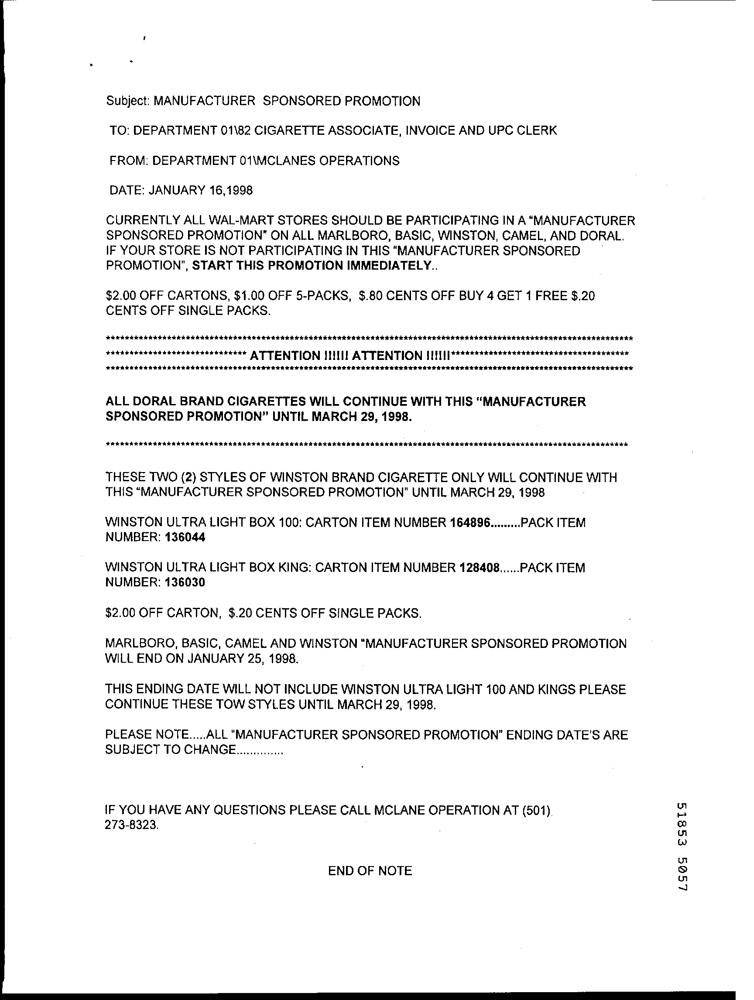 Subject: MANUFACTURER SPONSORED PROMOTION
TO: DEPARTMENT 01\82 CIGARETTE ASSOCIATE, INVOICE AND UPC CLERK
FROM: DEPARTMENT 01\MCLANES OPERATIONS
DATE: JANUARY 16,1998
CURRENTLY ALL WAL-MART STORES SHOULD BE PARTICIPATING IN A "MANUFACTURER
SPONSORED PROMOTION" ON ALL MARLBORO, BASIC, WINSTON, CAMEL, AND DORAL.
IF YOUR STORE IS NOT PARTICIPATING IN THIS "MANUFACTURER SPONSORED
PROMOTION", START THIS PROMOTION IMMEDIATELY..
$2.00 OFF CARTONS, $1.00 OFF 5-PACKS, $.80 CENTS OFF BUY 4 GET 1 FREE $.20
CENTS OFF SINGLE PACKS.
*****************************************************************************************************************
****************************** ATTENTION !!!!!! ATTENTION !!!!!!**************************************
*****************************************************************************************************************
ALL DORAL BRAND CIGARETTES WILL CONTINUE WITH THIS "MANUFACTURER
SPONSORED PROMOTION" UNTIL MARCH 29, 1998.
****************************************************************************************************************
THESE TWO (2) STYLES OF WINSTON BRAND CIGARETTE ONLY WILL CONTINUE WITH
THIS "MANUFACTURER SPONSORED PROMOTION" UNTIL MARCH 29, 1998
WINSTON ULTRA LIGHT BOX 100: CARTON ITEM NUMBER 164896.........PACK ITEM
NUMBER: 136044
WINSTON ULTRA LIGHT BOX KING: CARTON ITEM NUMBER 128408......PACK ITEM
NUMBER: 136030
$2.00 OFF CARTON, $.20 CENTS OFF SINGLE PACKS.
MARLBORO, BASIC, CAMEL AND WINSTON "MANUFACTURER SPONSORED PROMOTION
WILL END ON JANUARY 25, 1998.
THIS ENDING DATE WILL NOT INCLUDE WINSTON ULTRA LIGHT 100 AND KINGS PLEASE
CONTINUE THESE TOW STYLES UNTIL MARCH 29, 1998.
PLEASE NOTE.....ALL "MANUFACTURER SPONSORED PROMOTION" ENDING DATE'S ARE
SUBJECT TO CHANGE..............
IF YOU HAVE ANY QUESTIONS PLEASE CALL MCLANE OPERATION AT (501)
273-8323.
END OF NOTE
51853 5057